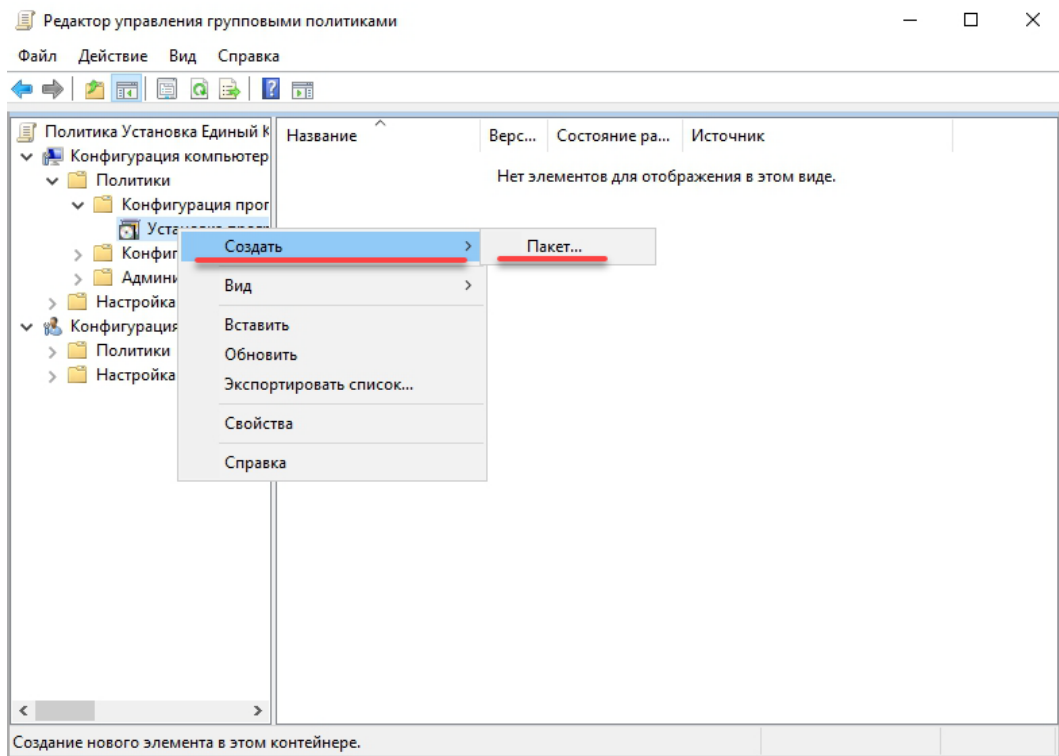 Редактор управления групповыми политиками
Файл Действие Вид Справка
Политика Установка Единый К
Конфигурация компьютер
Политики
Конфигурация прог
Уста
Конфиг
Админи
Настройка
Конфигурация
Политики
Настройка
Название Верс... Состояние ра... Источник
Нет элементов для отображения в этом виде.
Создать
Пакет...
Вид
Вставить
Обновить
Экспортировать список...
Свойства
Справка
Создание нового элемента в этом контейнере.